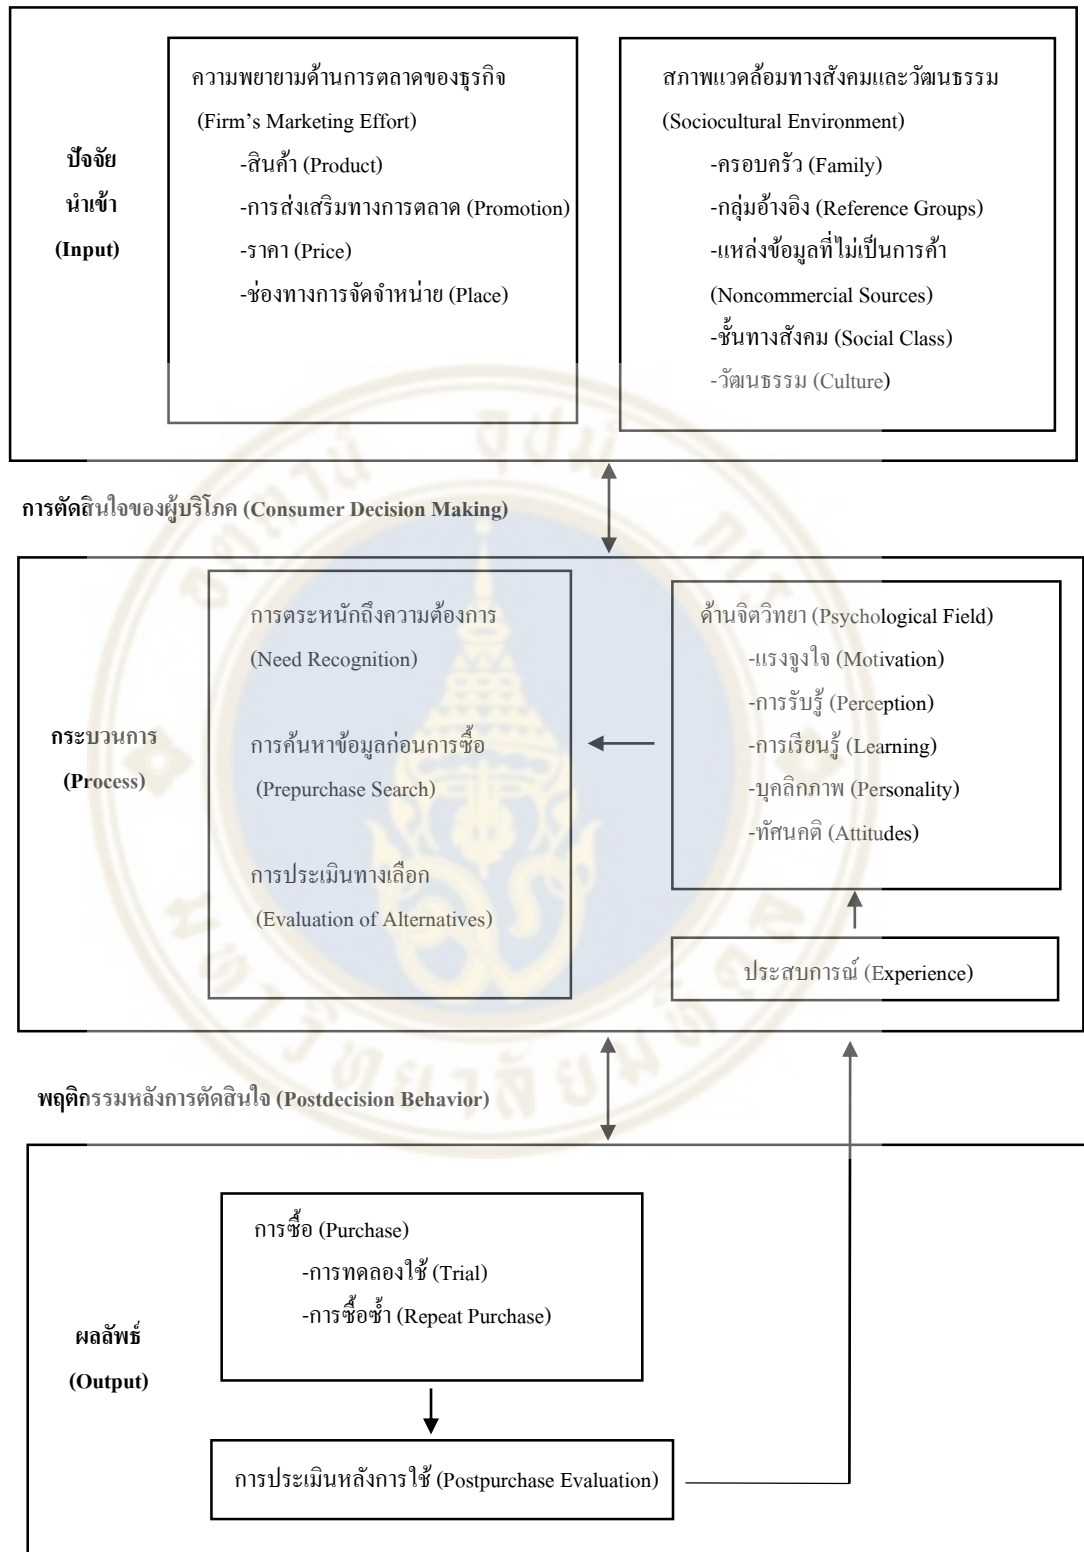 ปัจจัย
นำเข้า
(Input)
ความพยายามด้านการตลาดของธุรกิจ
(Firm's Marketing Effort)
-สินค้า (Product)
-การส่งเสริมทางการตลาด (Promotion)
-ราคา (Price)
-ช่องทางการจัดจำหน่าย (Place)
สภาพแวดล้อมทางสังคมและวัฒนธรรม
(Sociocultural Environment)
-ครอบครัว (Family)
-กลุ่มอ้างอิง (Reference Groups)
-แหล่งข้อมูลที่ไม่เป็นการค้า
(Noncommercial Sources)
-ชั้นทางสังคม (Social Class)
-วัฒนธรรม (Culture)
การตัดสินใจของผู้บริโภค (Consumer Decision Making)
กระบวนการ
(Process)
การตระหนักถึงความต้องการ
(Need Recognition)
การค้นหาข้อมูลก่อนการซื้อ
(Prepurchase Search)
การประเมินทางเลือก
(Evaluation of Alternatives)
ด้านจิตวิทยา (Psychological Field)
-แรงจูงใจ (Motivation)
-การรับรู้ (Perception)
-การเรียนรู้ (Learning)
-บุคลิกภาพ (Personality)
-ทัศนคติ (Attitudes)
ประสบการณ์ (Experience)
พฤติกรรมหลังการตัดสินใจ (Postdecision Behavior)
ผลลัพธ์
(Output)
การซื้อ (Purchase)
-การทดลองใช้ (Trial)
-การซื้อซ้ำ (Repeat Purchase)
การประเมินหลังการใช้ (Postpurchase Evaluation)
มหาวิทยาลัยมหิดล